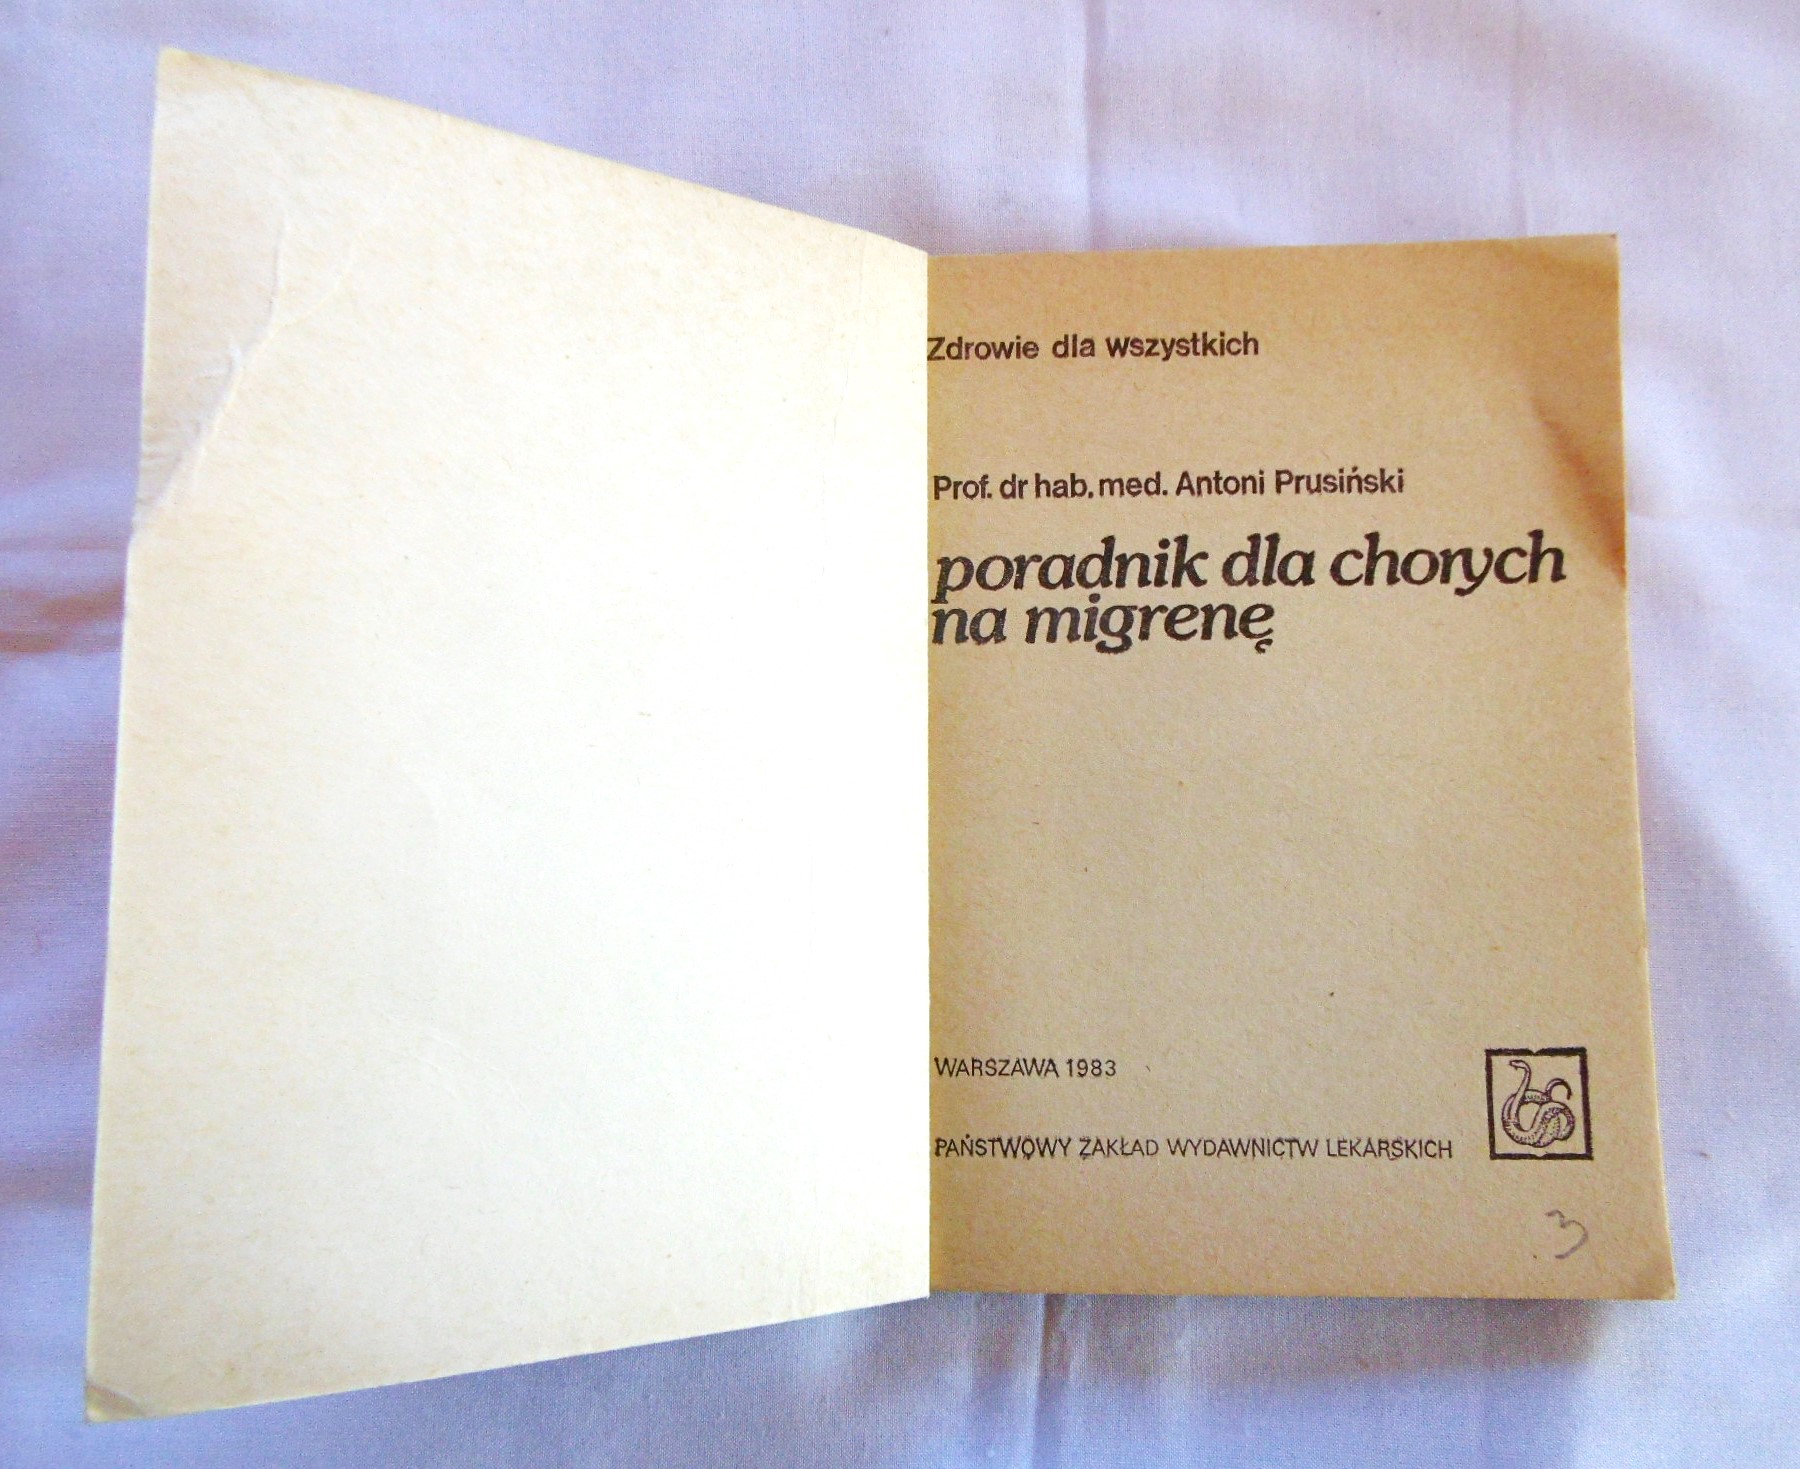 Zdrowie dla wszystkich
Prof. dr hab. med. Antoni Prusiński
poradnik dla chorych
na migrenę
WARSZAWA 1983
PAŃSTWOWY ZAKŁAD WYDAWNICTW LEKARSKICH
3